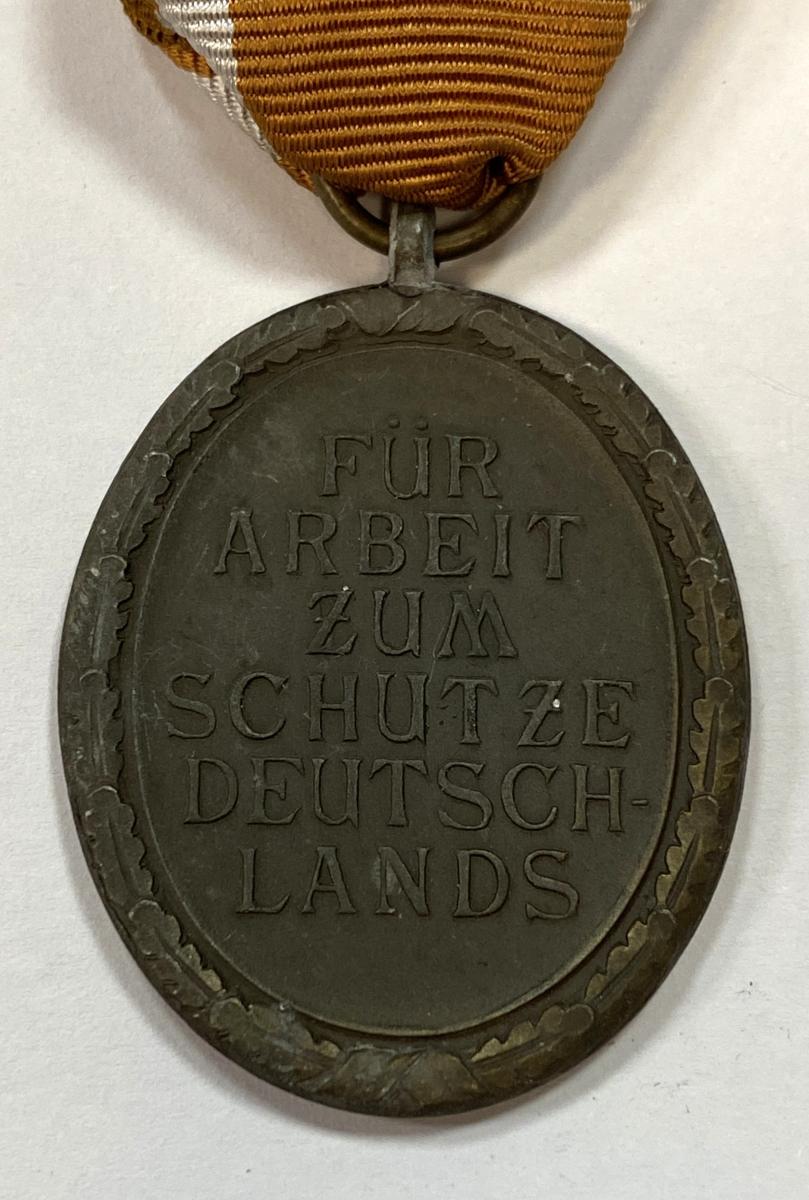 FÜR
ARBEIT
ZUM
SCHUTZE
DEUTSCH-
LANDS